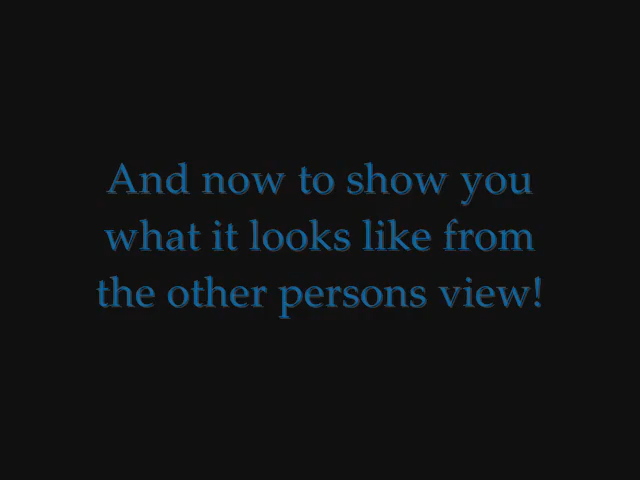 And now to show you
what it looks like from
the other persons view!